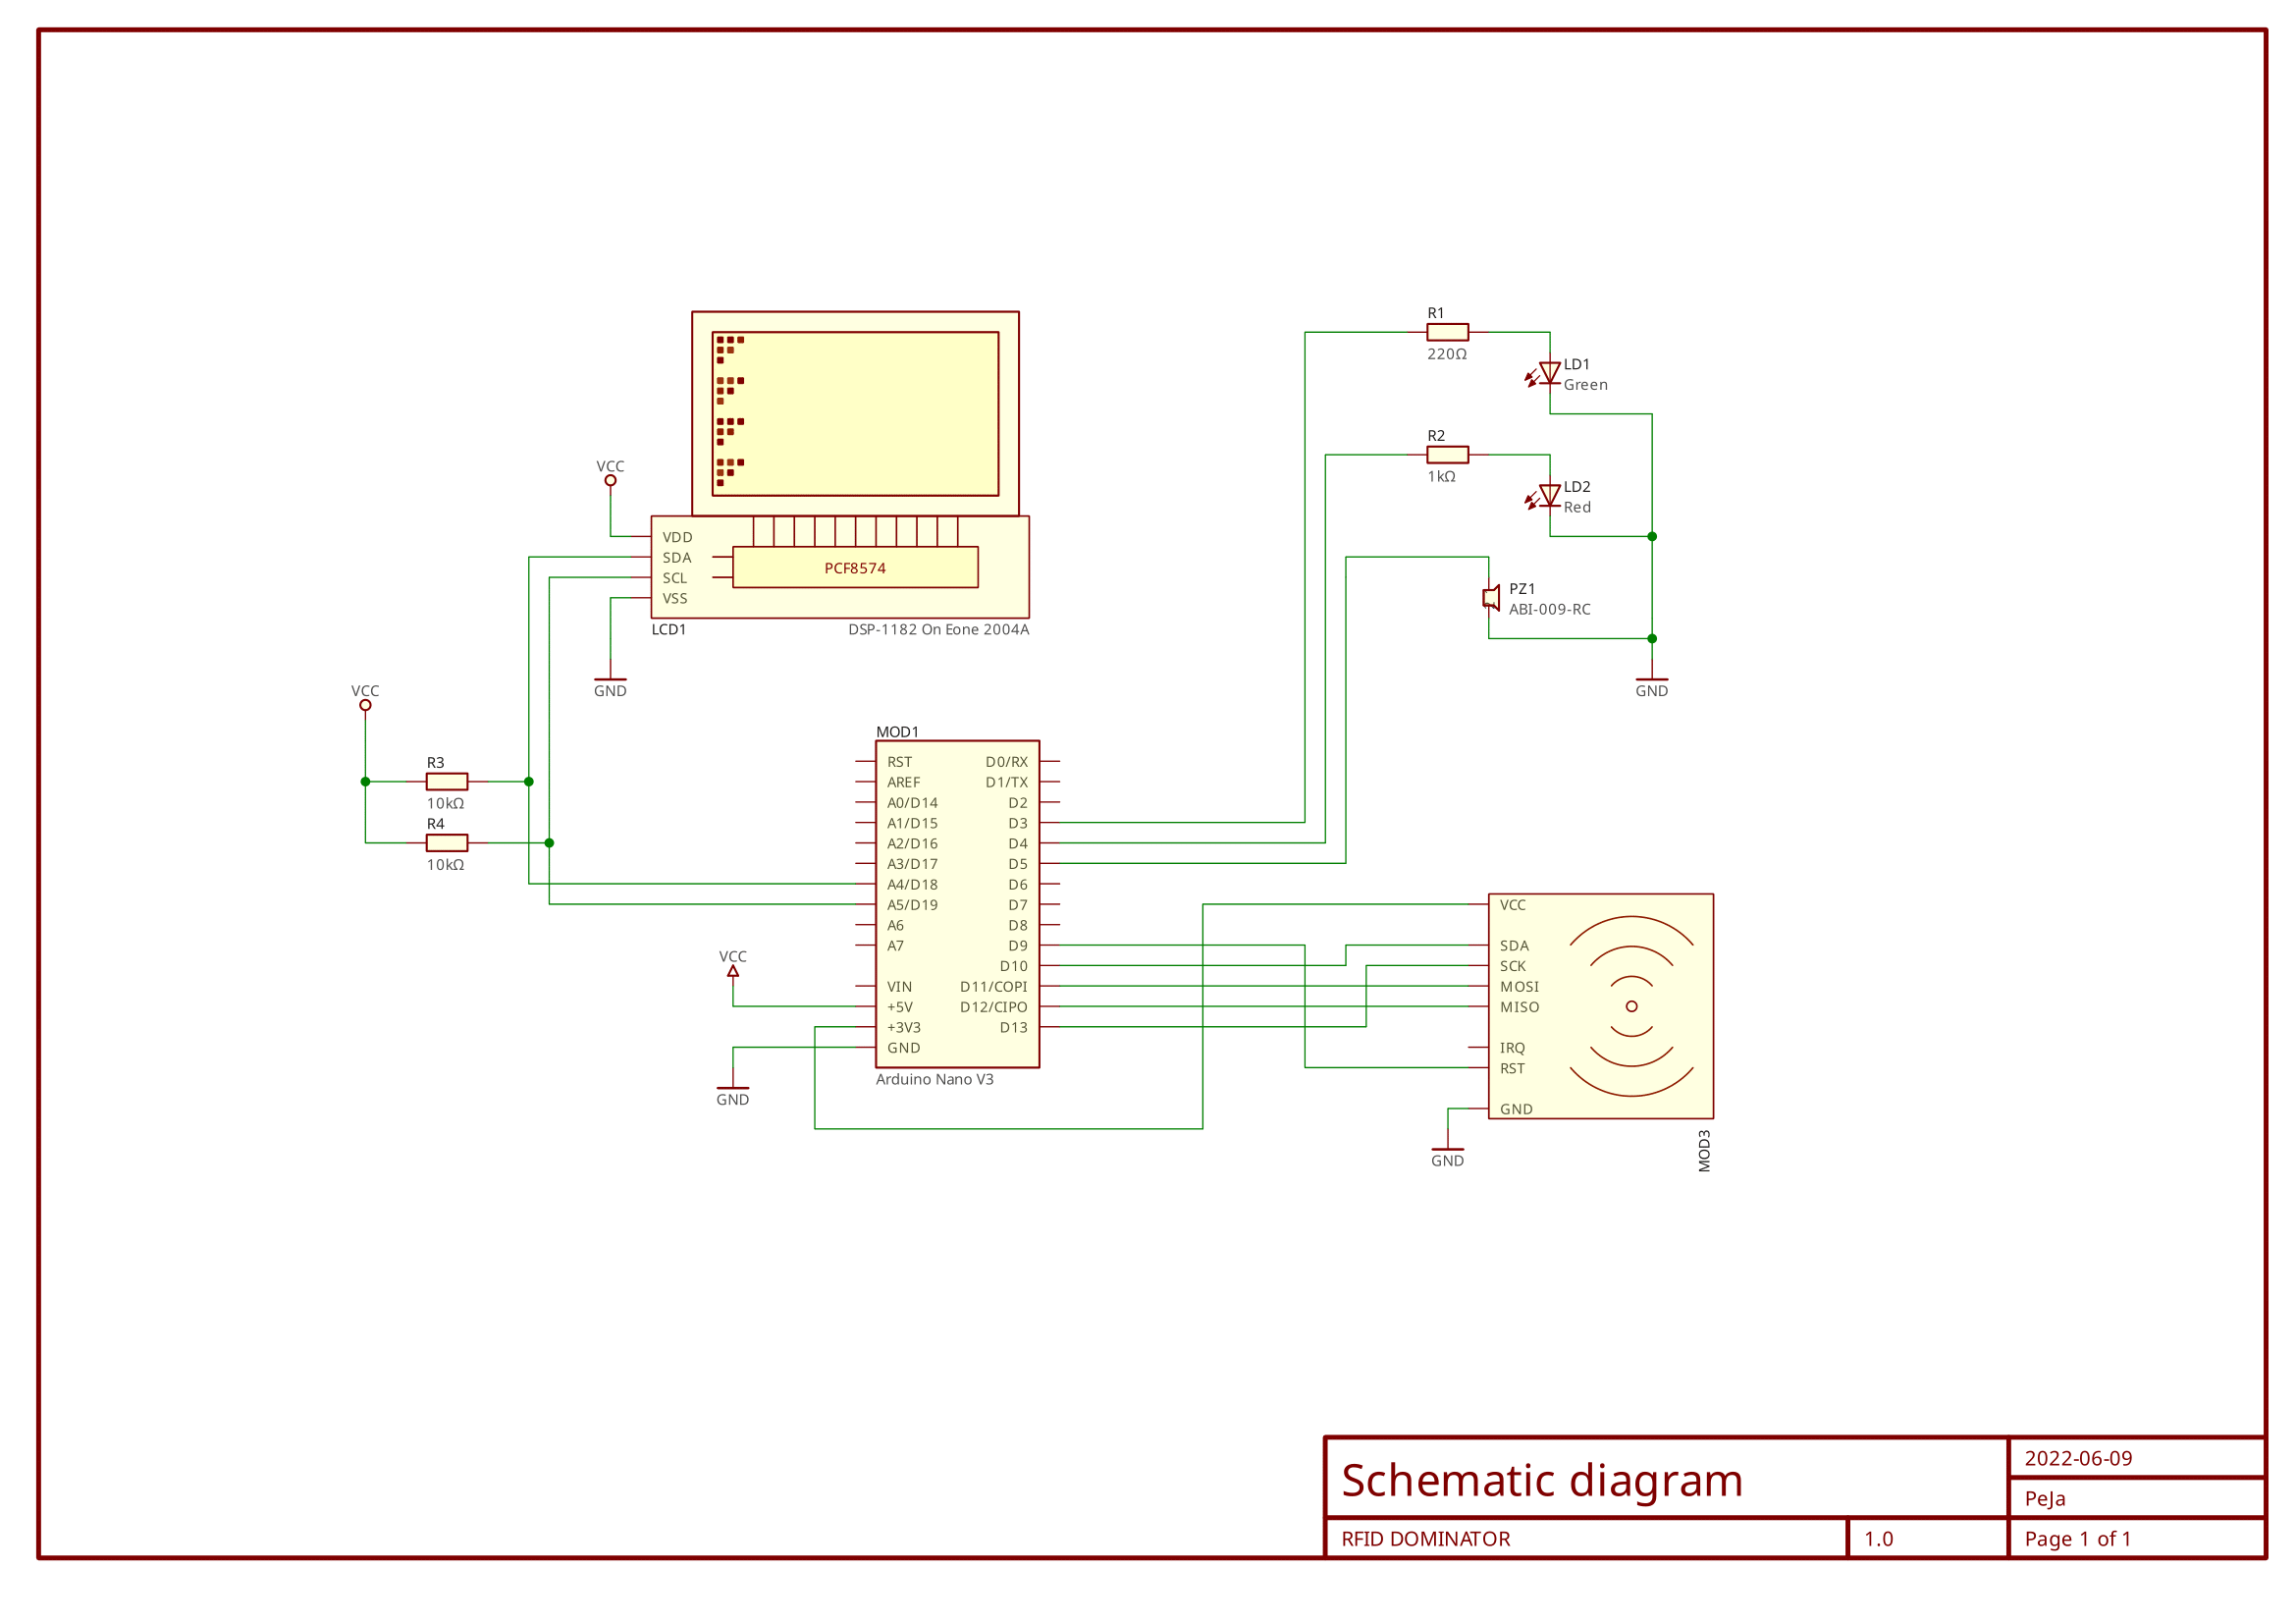 R1
220Ω
LD1
Green
R2
1kΩ
LD2
Red
VCC
VDD
SDA
SCL
VSS
PCF8574
LCD1
DSP-1182 On Eone 2004A
GND
PZ1
ABI-009-RC
GND
VCC
R3
10kΩ
R4
10kΩ
MOD1
RST
AREF
A0/D14
A1/D15
A2/D16
A3/D17
A4/D18
A5/D19
A6
A7
VIN
+5V
+3V3
GND
D0/RX
D1/TX
D2
D3
D4
D5
D6
D7
D8
D9
D10
D11/COPI
D12/CIPO
D13
Arduino Nano V3
VCC
GND
VCC
SDA
SCK
MOSI
MISO
IRQ
RST
GND
MOD3
GND
Schematic diagram
2022-06-09
PeJa
RFID DOMINATOR
1.0
Page 1 of 1